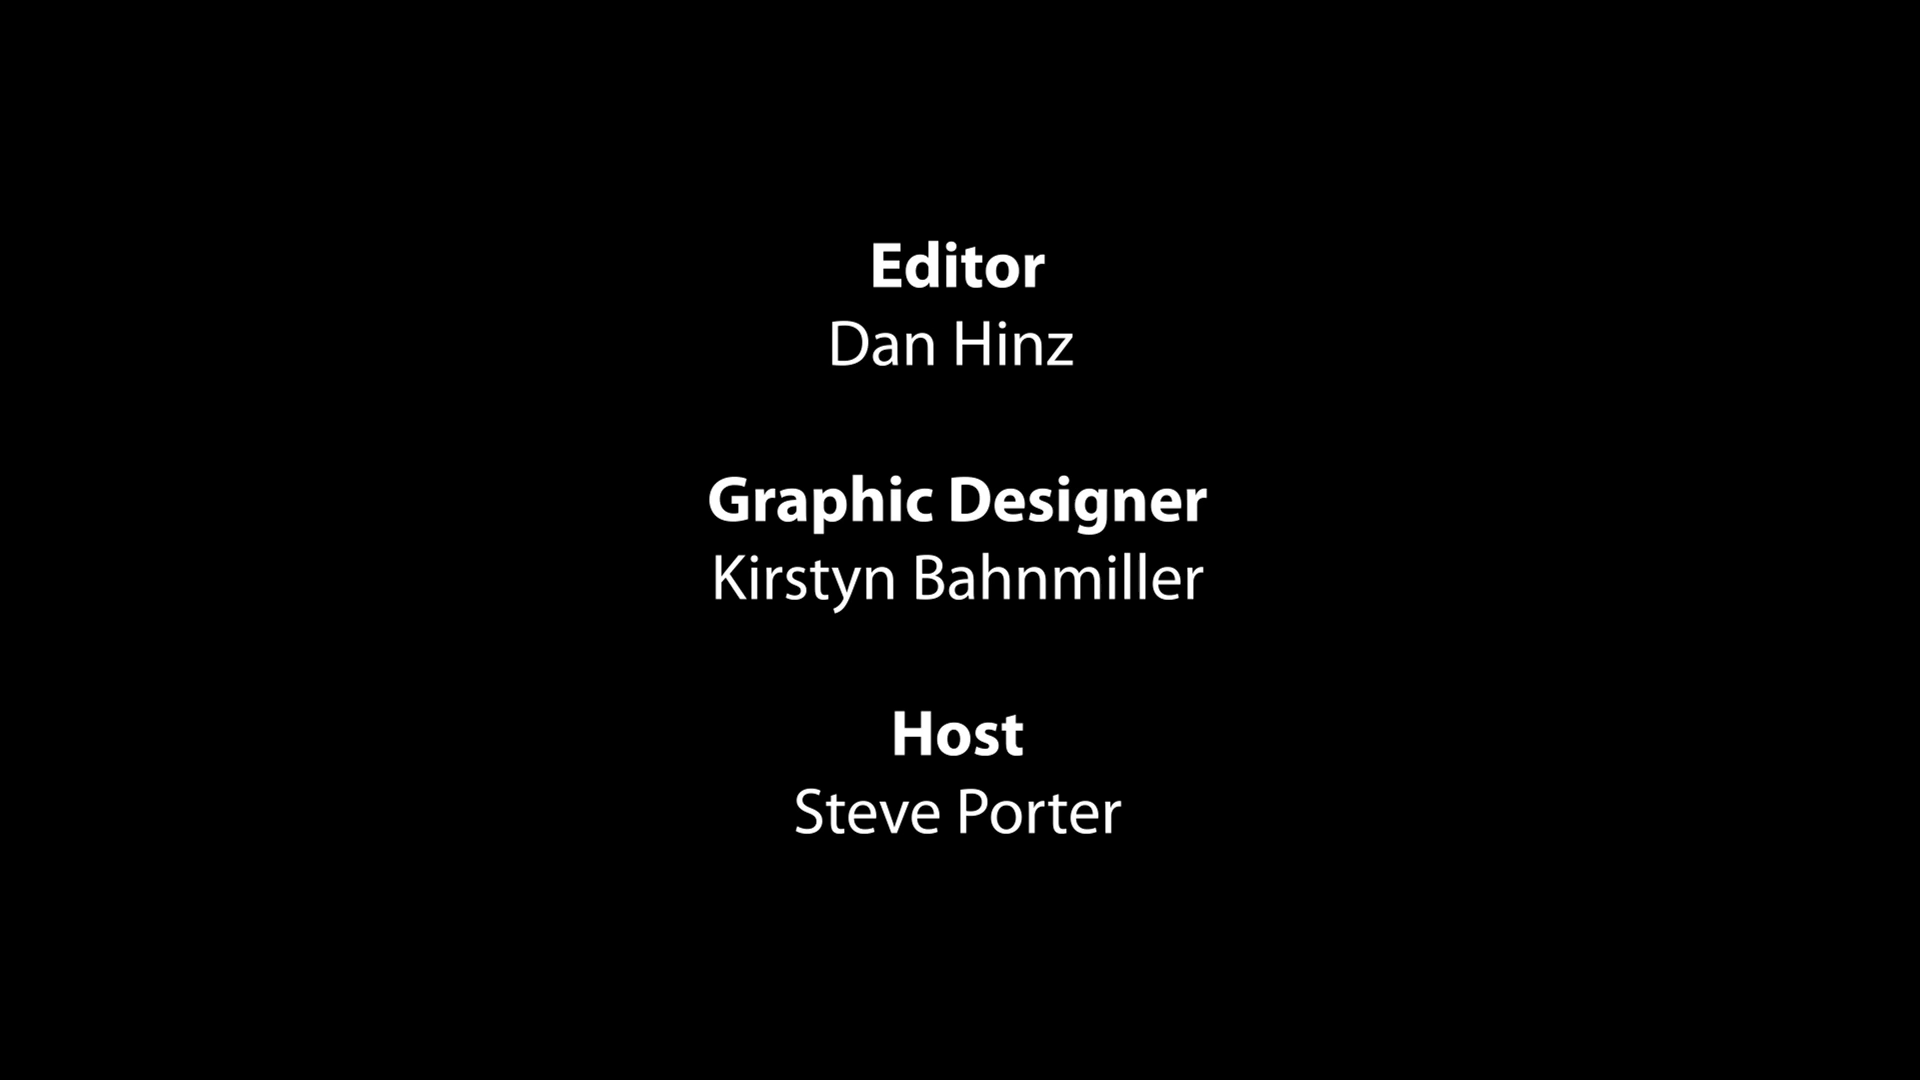 Editor
Dan Hinz
Graphic Designer
Kirstyn Bahnmiller
Host
Steve Porter